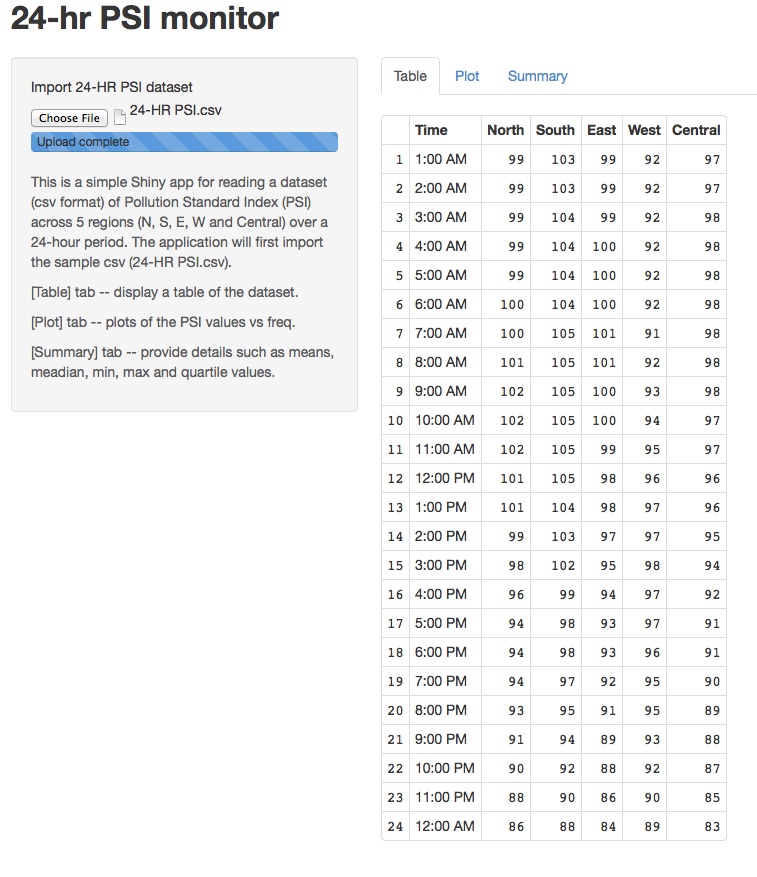 24-hr PSI monitor
Import 24-HR PSI dataset
Choose File 24-HR PSI.csv
Upload complete
This is a simple Shiny app for reading a dataset
(csv format) of Pollution Standard Index (PSI)
across 5 regions (N, S, E, W and Central) over a
24-hour period. The application will first import
the sample csv (24-HR PSI.csv).
[Table] tab -- display a table of the dataset.
[Plot] tab -- plots of the PSI values vs freq.
[Summary] tab -- provide details such as means,
meadian, min, max and quartile values.
Table Plot Summary
Time North South East West Central
1 1:00 AM 99 103 99 92 97
2 2:00 AM 99 103 99 92 97
3 3:00 AM 99 104 99 92 98
4 4:00 AM 99 104 100 92 98
5 5:00 AM 99 104 100 92 98
6 6:00 AM 100 104 100 92 98
7 7:00 AM 100 105 101 91 98
8 8:00 AM 101 105 101 92 98
9 9:00 AM 102 105 100 93 98
10 10:00 AM 102 105 100 94 97
11 11:00 AM 102 105 99 95 97
12 12:00 PM 101 105 98 96 96
13 1:00 PM 101 104 98 97 96
14 2:00 PM 99 103 97 97 95
15 3:00 PM 98 102 95 98 94
16 4:00 PM 96 99 94 97 92
17 5:00 PM 94 98 93 97 91
18 6:00 PM 94 98 93 96 91
19 7:00 PM 94 97 92 95 90
20 8:00 PM 93 95 91 95 89
21 9:00 PM 91 94 89 93 88
22 10:00 PM 90 92 88 92 87
23 11:00 PM 88 90 86 90 85
24 12:00 AM 86 88 84 89 83